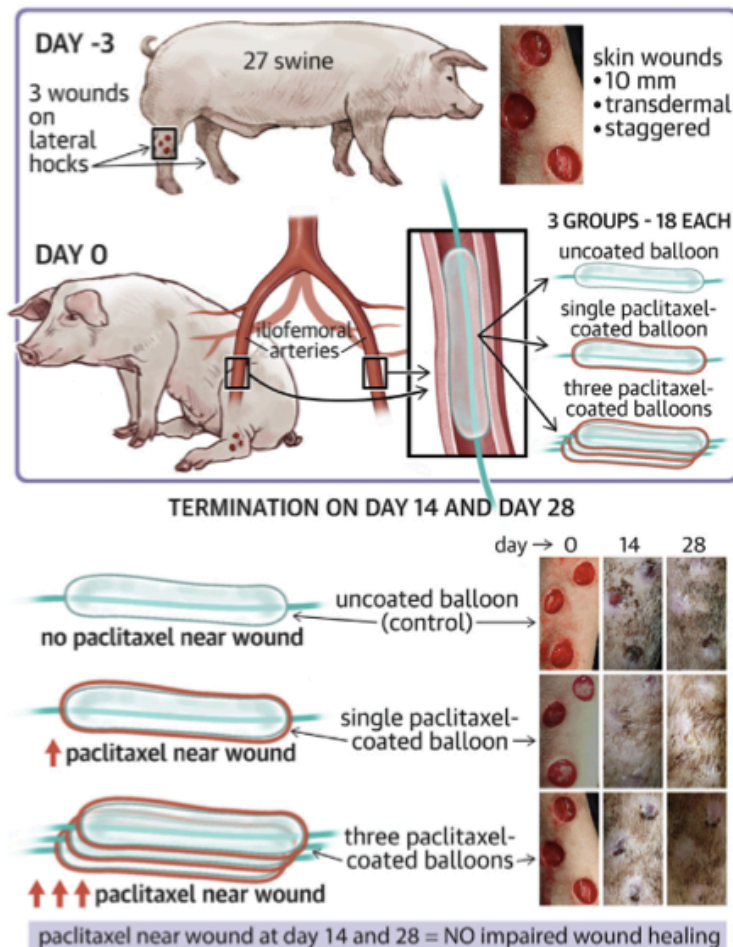 DAY -3
27 swine
3 wounds
on
lateral
hocks
skin wounds
• 10 mm
• transdermal
• staggered
DAY 0
iliofemoral
arteries
3 GROUPS - 18 EACH
uncoated balloon
single paclitaxel-
coated balloon
three paclitaxel-
coated balloons
TERMINATION ON DAY 14 AND DAY 28
day → 0 14 28
uncoated balloon
(control)
no paclitaxel near wound
single paclitaxel-
coated balloon
↑ paclitaxel near wound
three paclitaxel-
coated balloons
↑ ↑ ↑ paclitaxel near wound
paclitaxel near wound at day 14 and 28 = NO impaired wound healing